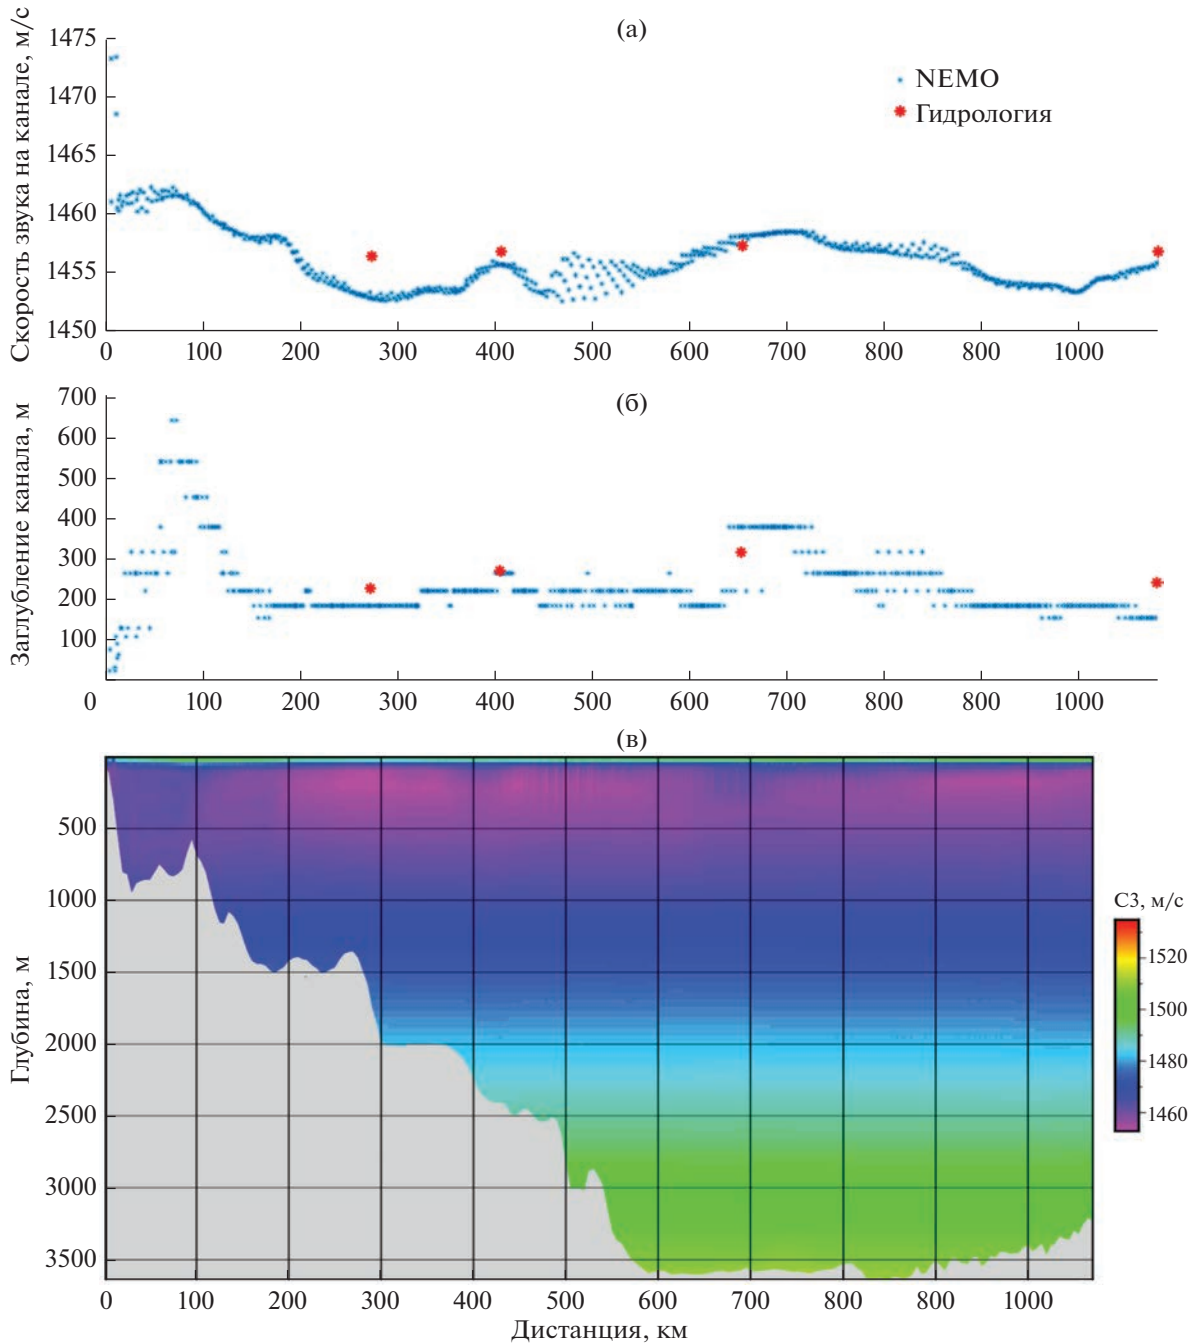 (а)
Скорость звука на канале, м/с
1475
1470
1465
1460
1455
1450
NEMO
Гидрология
0 100 200 300 400 500 600 700 800 800 1000
(б)
Заглубление канала, м
700
600
500
400
300
200
100
0 100 200 300 400 500 600 700 800 800 1000
(в)
Глубина, м
500
1000
1500
2000
2500
3000
3500
СЗ, м/с
1520
1500
1480
1460
0 100 200 300 400 500 600 700 800 800 1000
Дистанция, км